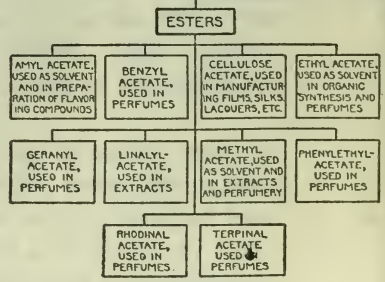 ESTERS
AMYL ACETATE,
USED AS SOLVENT
AND IN PREPA-
RATION OF FLAVOR
ING COMPOUNDS
BENZYL
ACETATE,
USED IN
PERFUMES
CELLULOSE
ACETATE, USED
IN MANUFACTUR-
ING FILMS, SILKS,
LACQUERS, ETC.
ETHYL ACETATE,
USED AS SOLVENT
IN ORGANIC
SYNTHESIS AND
PERFUMES
GERANYL
ACETATE,
USED IN
PERFUMES
LINALYL-
ACETATE,
USED IN
EXTRACTS
METHYL
ACETATE, USED
AS SOLVENT AND
IN EXTRACTS
AND PERFUMERY
PHENYLETHYL-
ACETATE,
USED IN
PERFUMES
RHODINAL
ACETATE,
USED IN
PERFUMES.
TERPINAL
ACETATE
USED IN
PERFUMES